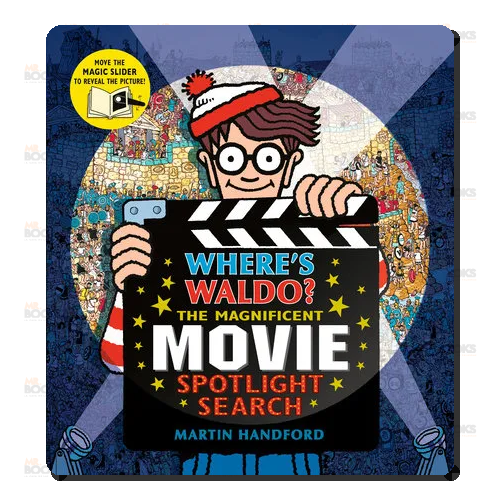 MOVE THE
MAGIC SLIDER
TO REVEAL THE PICTURE!
WHERE'S
WALDO?
THE MAGNIFICENT
MOVIE
SPOTLIGHT
SEARCH
MARTIN HANDFORD